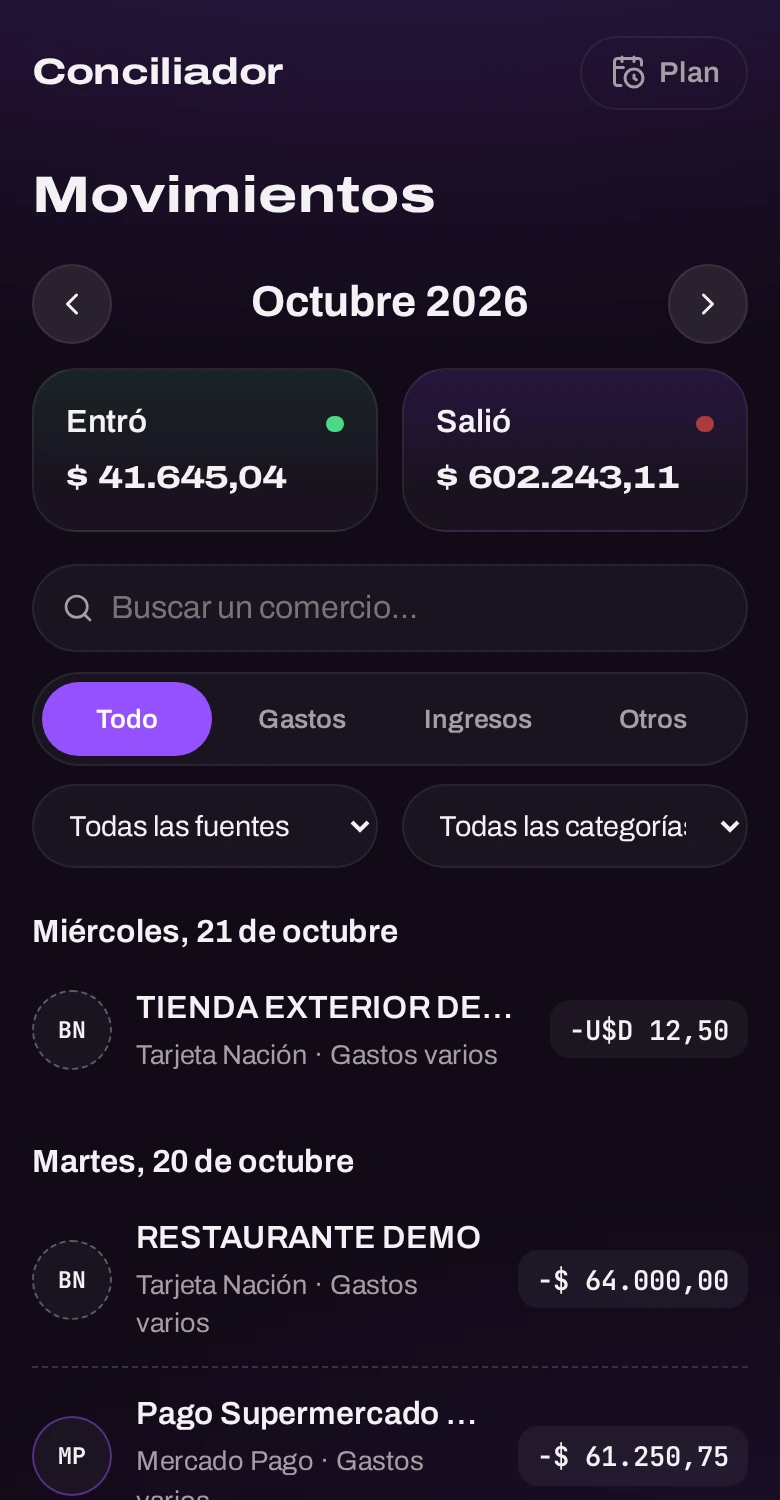 Conciliador
Plan
Movimientos
Octubre 2026
Entró
$ 41.645,04
Salió
$ 602.243,11
Buscar un comercio...
Todo
Gastos
Ingresos
Otros
Todas las fuentes
Todas las categorías
Miércoles, 21 de octubre
BN
TIENDA EXTERIOR DE...
Tarjeta Nación · Gastos varios
-U$D 12,50
Martes, 20 de octubre
BN
RESTAURANTE DEMO
Tarjeta Nación · Gastos
varios
-$ 64.000,00
MP
Pago Supermercado ...
Mercado Pago · Gastos
varios
-$ 61.250,75